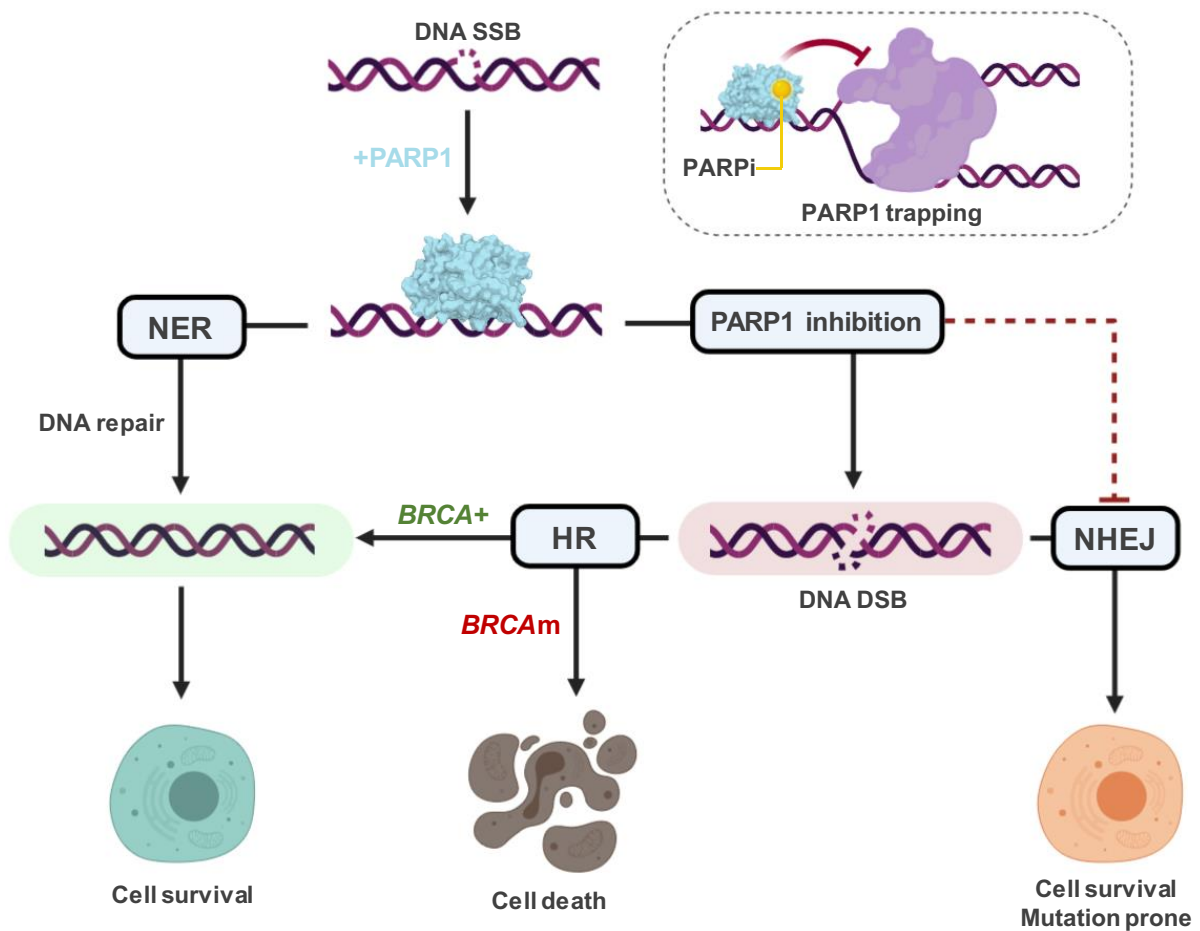 DNA SSB
+PARP1
PARPi
PARP1 trapping
NER
PARP1 inhibition
DNA repair
BRCA+
HR
NHEJ
DNA DSB
BRCAm
Cell survival
Cell death
Cell survival
Mutation prone